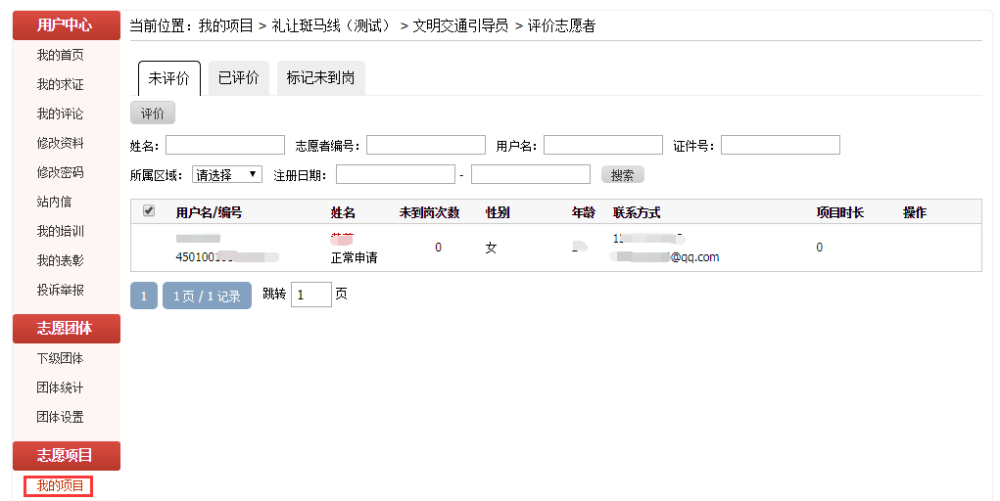 用户中心
我的首页
我的求证
我的评论
修改资料
修改密码
站内信
我的培训
我的表彰
投诉举报
志愿团体
下级团体
团体统计
团体设置
志愿项目
我的项目
当前位置：我的项目 > 礼让斑马线（测试） > 文明交通引导员 > 评价志愿者
未评价 已评价 标记未到岗
评价
姓名： 志愿者编号： 用户名： 证件号：
所属区域： 请选择 注册日期： - 搜索
用户名/编号 姓名 未到岗次数 性别 年龄 联系方式 项目时长 操作
0 女 0
450100 正常申请 @qq.com
1 1 页 / 1 记录 跳转 1 页